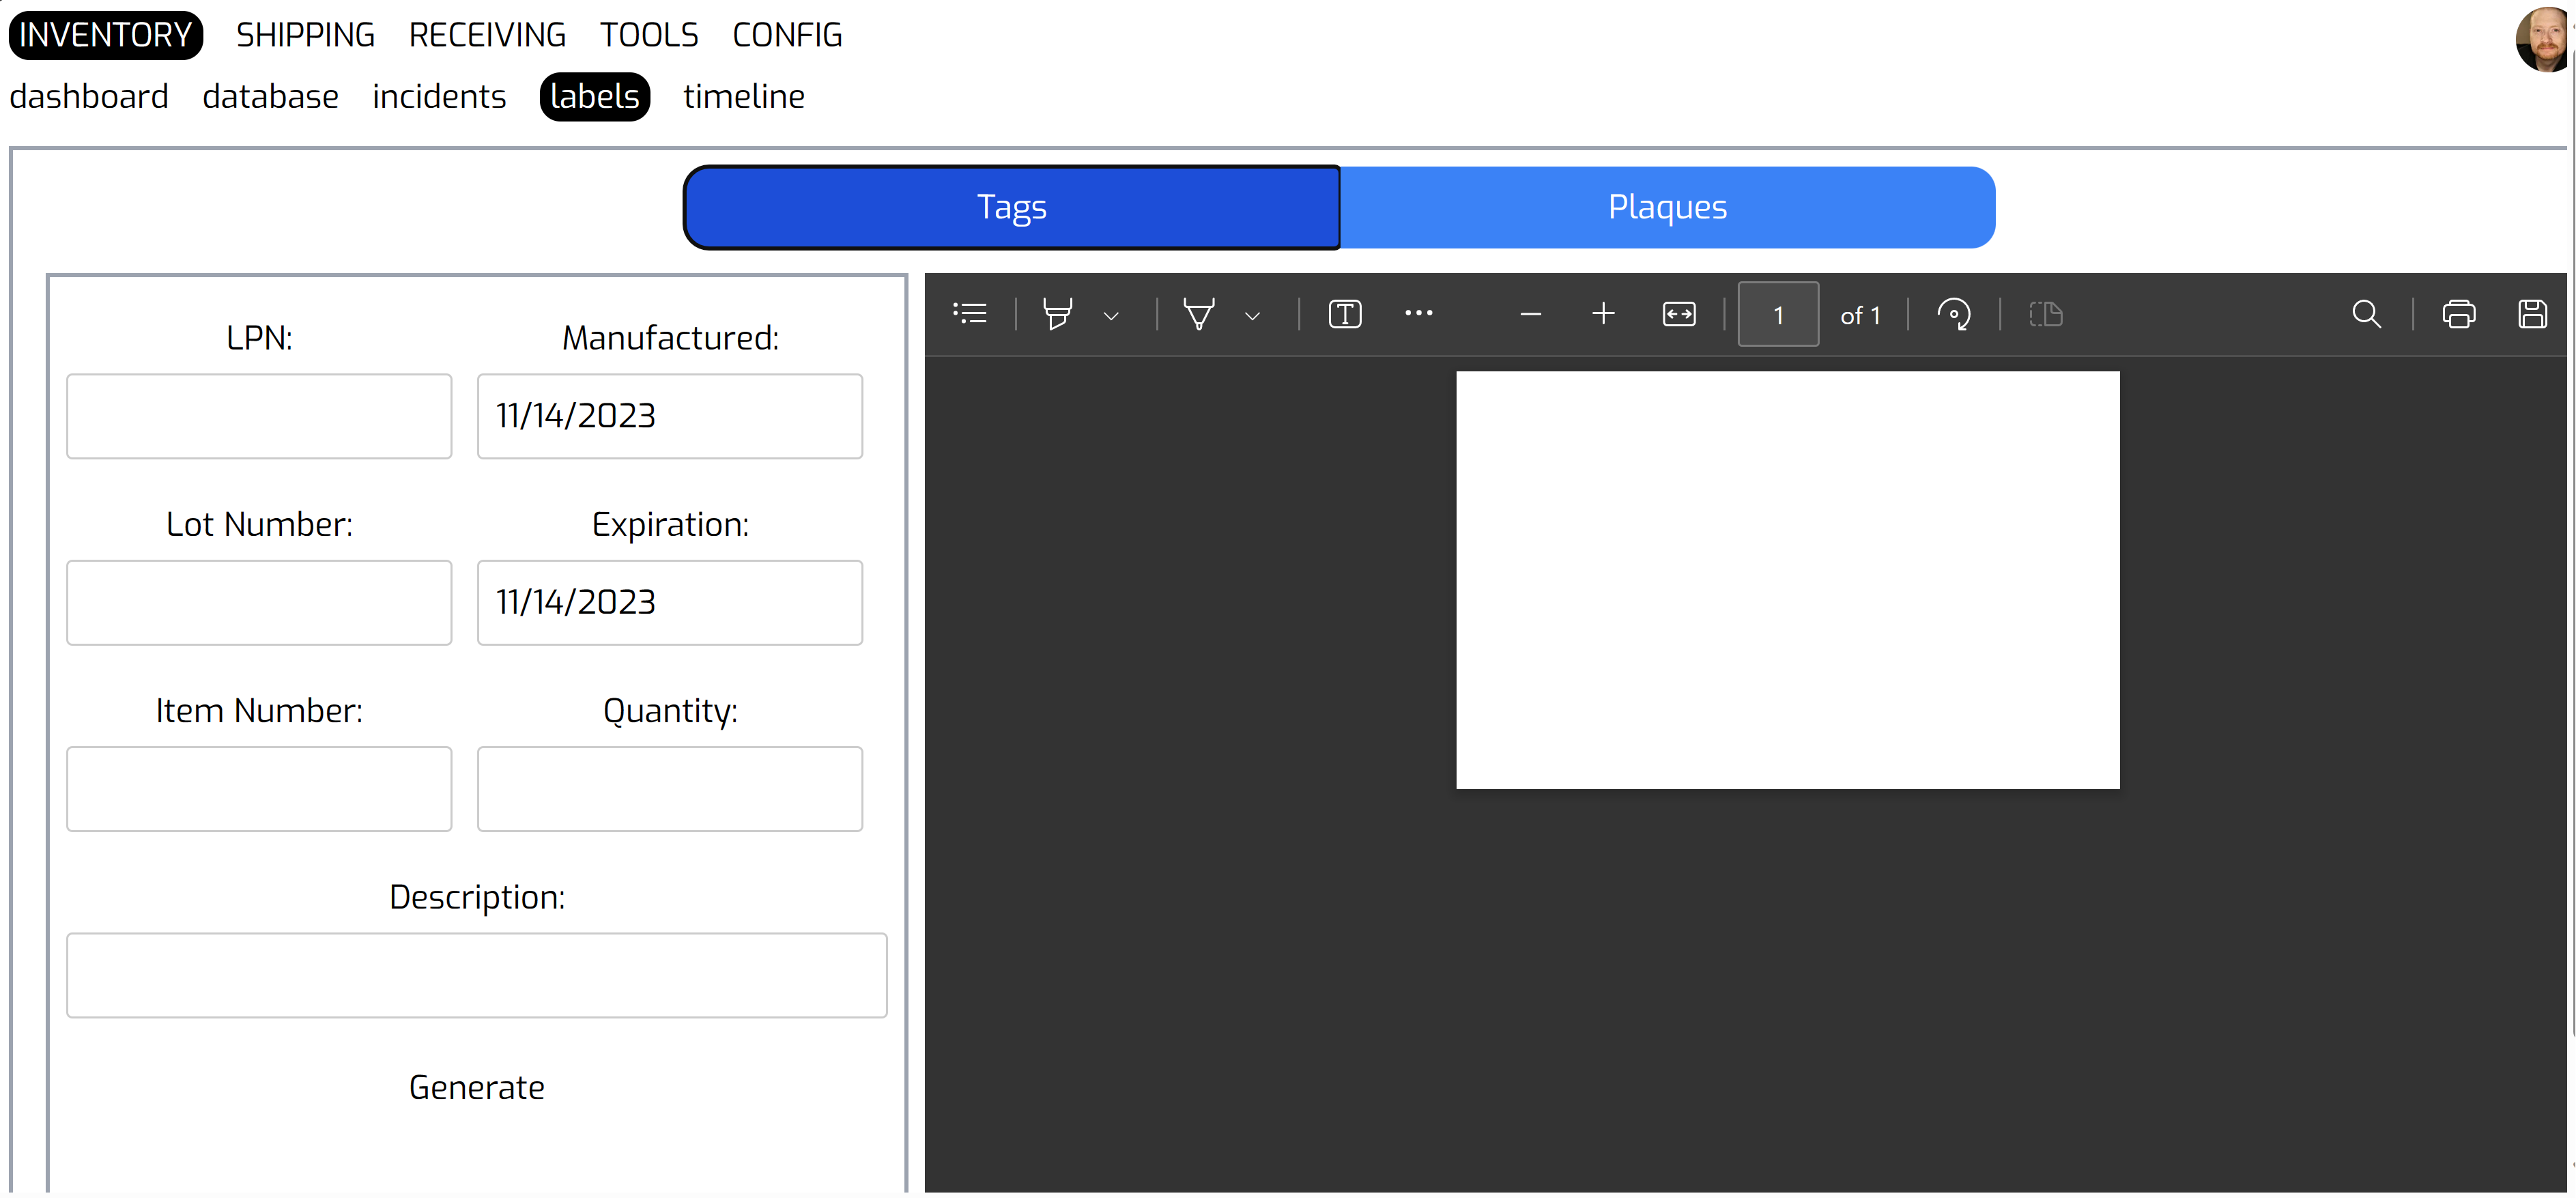 INVENTORY SHIPPING RECEIVING TOOLS CONFIG
dashboard database incidents labels timeline
Tags Plaques
T 1 of 1
LPN: Manufactured:
11/14/2023
Lot Number: Expiration:
11/14/2023
Item Number: Quantity:
Description:
Generate